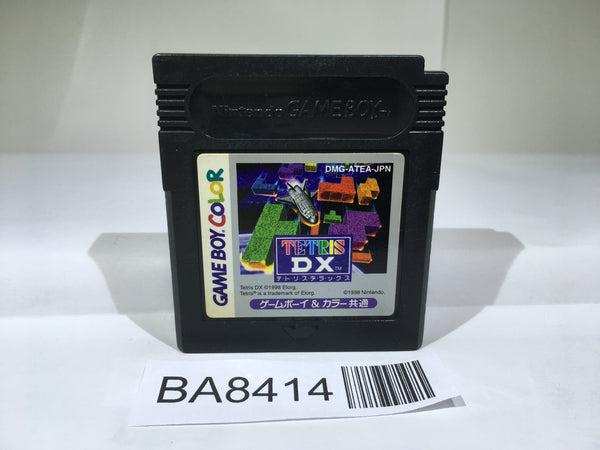 Nintendo GAME BOY TM
DMG-ATEA-JPN
GAME BOY COLOR
TETRIS
DX TM
テトリスデラックス
Tetris DX ©1998 Elorg.
Tetris® is a trademark of Elorg.
©1998 Nintendo.
ゲームボーイ & カラー共通
BA8414